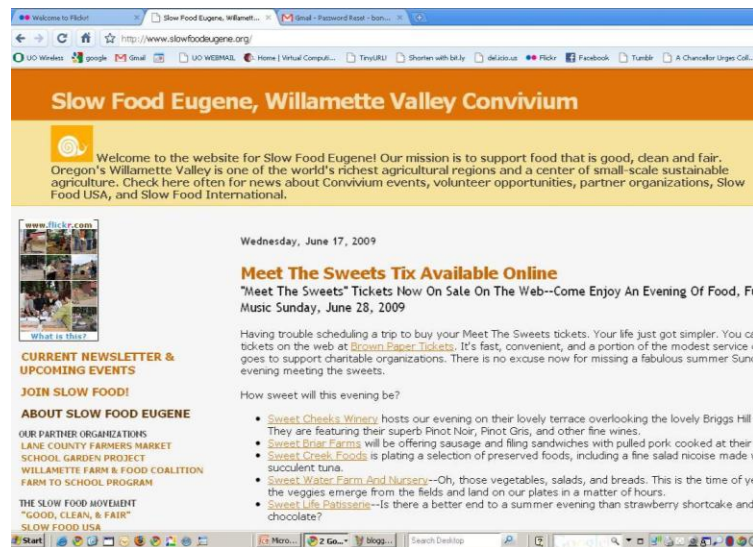 Welcome to Flickr!
Slow Food Eugene, Willamett...
Gmail - Password Reset - bon...
http://www.slowfoodeugene.org/
UO Wireless google Gmail UO WEBMAIL Home | Virtual Computi... TinyURL! Shorten with bit.ly del.icio.us Flickr Facebook Tumblr A Chancellor Urges Coll...
Slow Food Eugene, Willamette Valley Convivium
Welcome to the website for Slow Food Eugene! Our mission is to support food that is good, clean and fair.
Oregon's Willamette Valley is one of the world's richest agricultural regions and a center of small-scale sustainable
agriculture. Check here often for news about Convivium events, volunteer opportunities, partner organizations, Slow
Food USA, and Slow Food International.
www.flickr.com
What is this?
CURRENT NEWSLETTER &
UPCOMING EVENTS
JOIN SLOW FOOD!
ABOUT SLOW FOOD EUGENE
OUR PARTNER ORGANIZATIONS
LANE COUNTY FARMERS MARKET
SCHOOL GARDEN PROJECT
WILLAMETTE FARM & FOOD COALITION
FARM TO SCHOOL PROGRAM
THE SLOW FOOD MOVEMENT
"GOOD, CLEAN, & FAIR"
SLOW FOOD USA
Wednesday, June 17, 2009
Meet The Sweets Tix Available Online
"Meet The Sweets" Tickets Now On Sale On The Web--Come Enjoy An Evening Of Food, F
Music Sunday, June 28, 2009
Having trouble scheduling a trip to buy your Meet The Sweets tickets. Your life just got simpler. You ca
tickets on the web at Brown Paper Tickets. It's fast, convenient, and a portion of the modest service
goes to support charitable organizations. There is no excuse now for missing a fabulous summer Sun
evening meeting the sweets.
How sweet will this evening be?
Sweet Cheeks Winery hosts our evening on their lovely terrace overlooking the lovely Briggs Hill
They are featuring their superb Pinot Noir, Pinot Gris, and other fine wines.
Sweet Briar Farms will be offering sausage and filing sandwiches with pulled pork cooked at their
Sweet Creek Foods is plating a selection of preserved foods, including a fine salad nicoise made
succulent tuna.
Sweet Water Farm And Nursery--Oh, those vegetables, salads, and breads. This is the time of ye
the veggies emerge from the fields and land on our plates in a matter of hours.
Sweet Life Patisserie--Is there a better end to a summer evening than strawberry shortcake and
chocolate?
Start Micro... 2 Go... blogg... Search Desktop